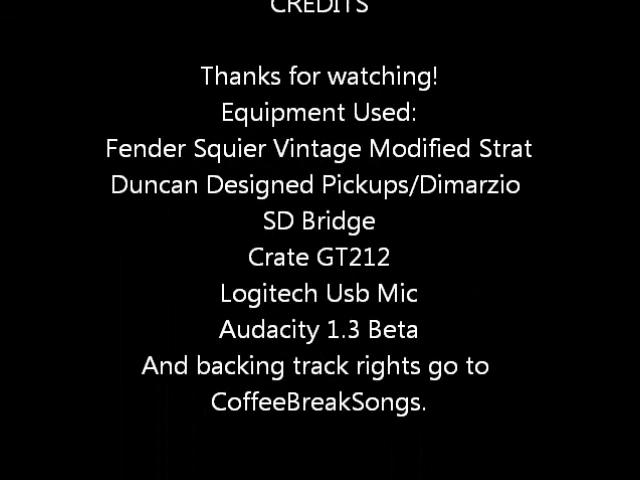 CREDITS
Thanks for watching!
Equipment Used:
Fender Squier Vintage Modified Strat
Duncan Designed Pickups/Dimarzio
SD Bridge
Crate GT212
Logitech Usb Mic
Audacity 1.3 Beta
And backing track rights go to
CoffeeBreakSongs.